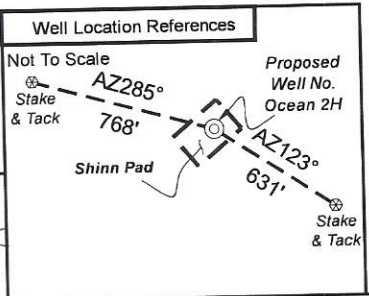 Well Location References
Not To Scale
AZ285°
Stake
& Tack
768'
Proposed
Well No.
Ocean 2H
Shinn Pad
AZ123°
631'
Stake
& Tack